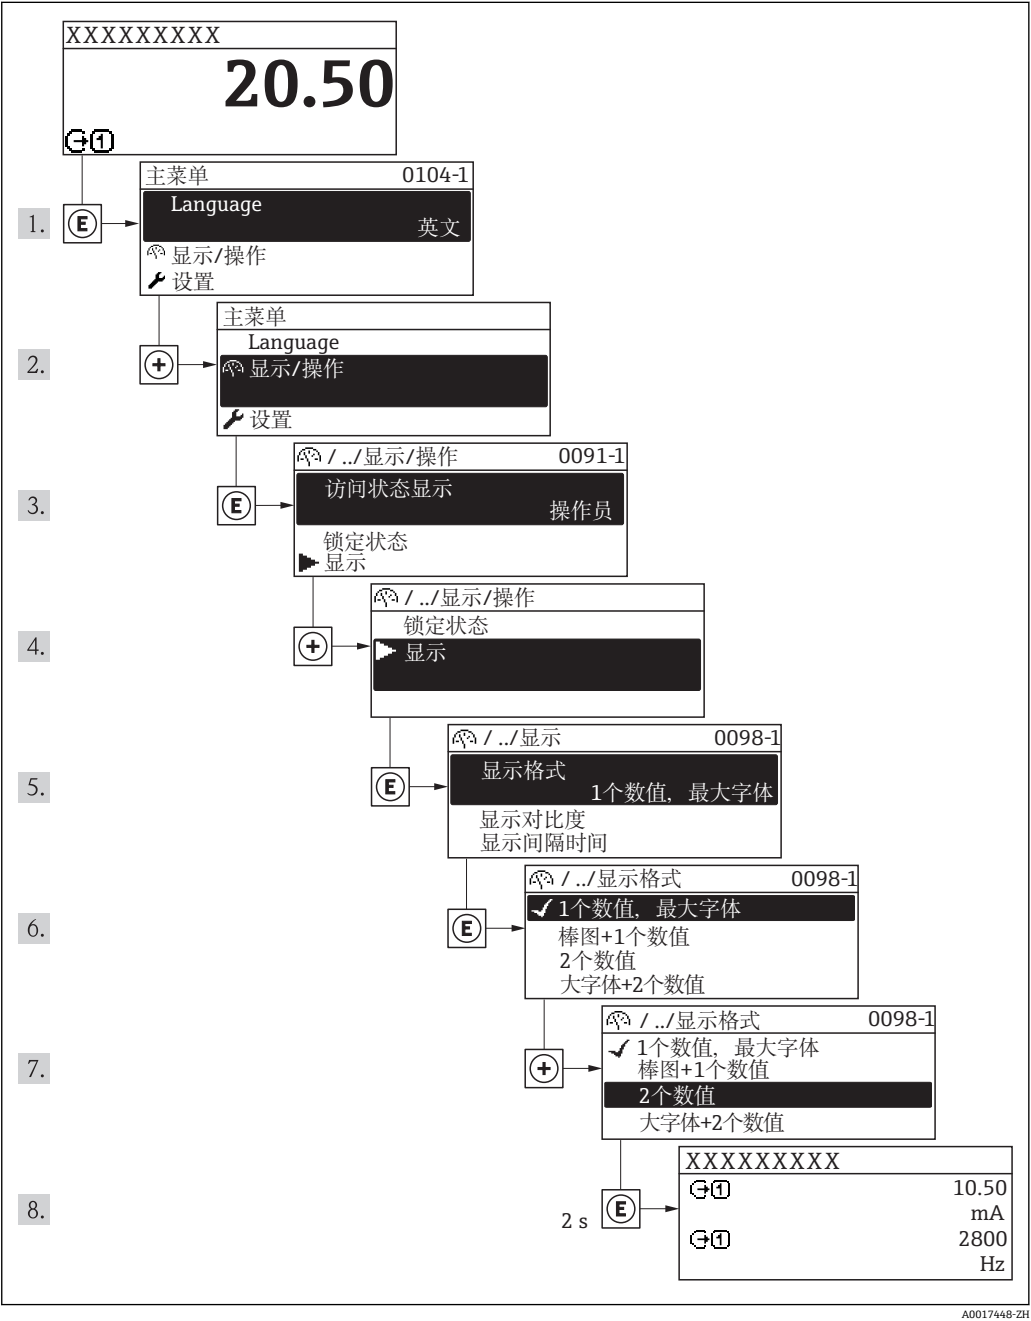 XXXXXXXXX
20.50
1
主菜单 0104-1
Language
英文
显示/操作
设置
1.
E
主菜单
Language
显示/操作
设置
2.
+
/ ../显示/操作 0091-1
访问状态显示
操作员
锁定状态
显示
3.
E
/ ../显示/操作
锁定状态
显示
4.
+
/ ../显示 0098-1
显示格式
1个数值，最大字体
显示对比度
显示间隔时间
5.
E
/ ../显示格式 0098-1
1个数值，最大字体
棒图+1个数值
2个数值
大字体+2个数值
6.
E
/ ../显示格式 0098-1
1个数值，最大字体
棒图+1个数值
2个数值
大字体+2个数值
7.
+
XXXXXXXXX
1 10.50
mA
1 2800
Hz
8.
2 s
E
A0017448-ZH